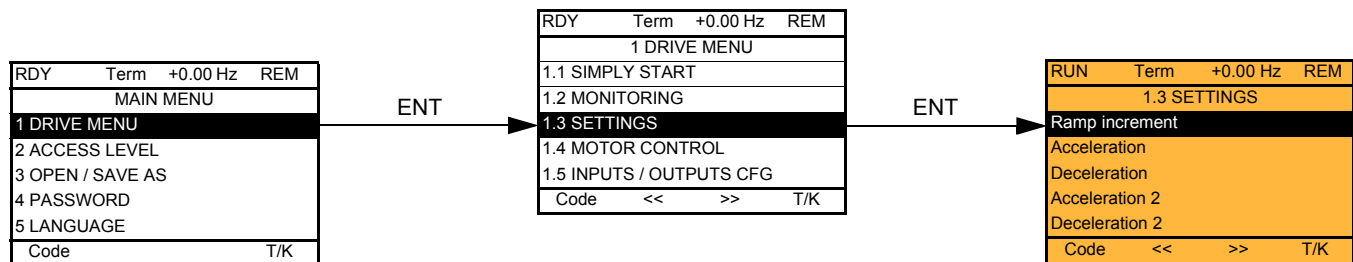 RDY Term +0.00 Hz REM
MAIN MENU
1 DRIVE MENU
2 ACCESS LEVEL
3 OPEN / SAVE AS
4 PASSWORD
5 LANGUAGE
Code T/K
ENT
RDY Term +0.00 Hz REM
1 DRIVE MENU
1.1 SIMPLY START
1.2 MONITORING
1.3 SETTINGS
1.4 MOTOR CONTROL
1.5 INPUTS / OUTPUTS CFG
Code << >> T/K
ENT
RUN Term +0.00 Hz REM
1.3 SETTINGS
Ramp increment
Acceleration
Deceleration
Acceleration 2
Deceleration 2
Code << >> T/K